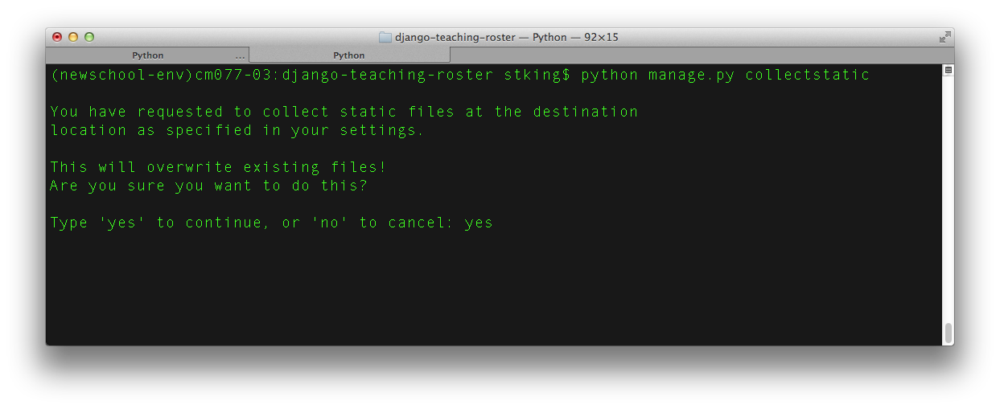 django-teaching-roster — Python — 92×15
Python ... Python
(newschool-env)cm077-03:django-teaching-roster stking$ python manage.py collectstatic
You have requested to collect static files at the destination
location as specified in your settings.
This will overwrite existing files!
Are you sure you want to do this?
Type 'yes' to continue, or 'no' to cancel: yes